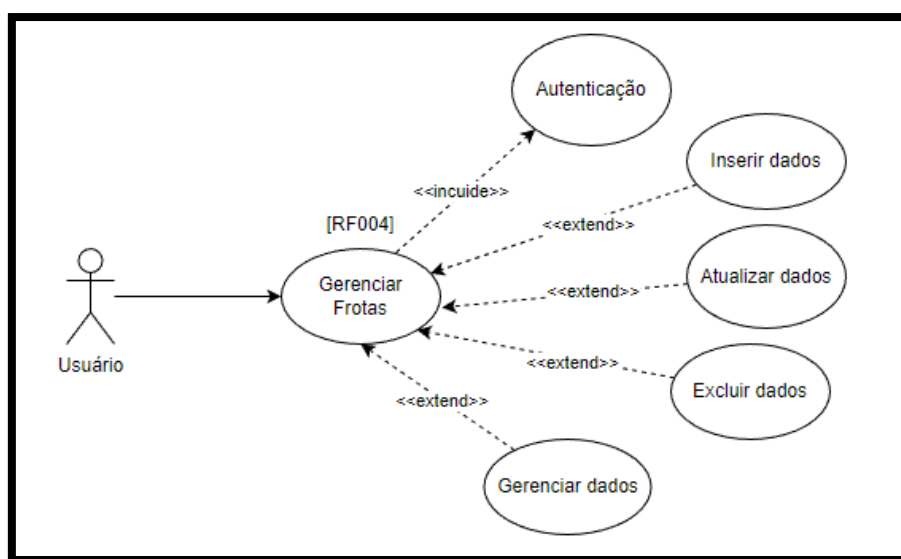 Autenticação
Inserir dados
<<incuide>>
[RF004]
<<extend>>
Gerenciar
Frotas
Atualizar dados
<<extend>>
Usuário
<<extend>>
Excluir dados
<<extend>>
Gerenciar dados